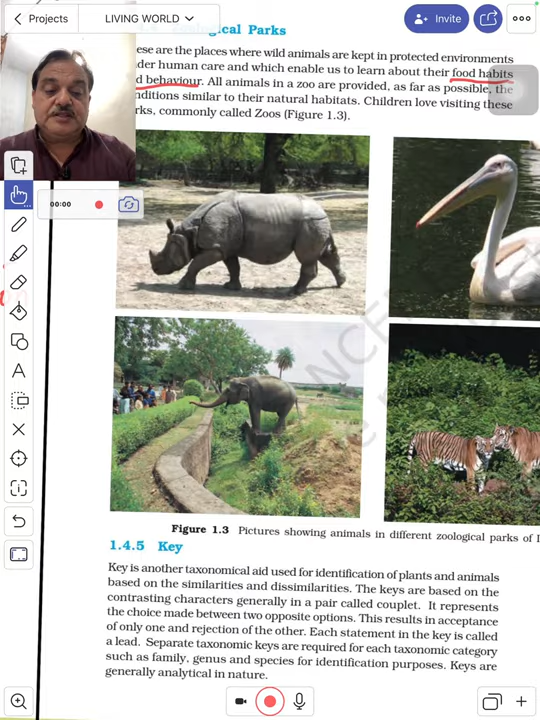 Projects
LIVING WORLD
Invite
Zoological Parks
ese are the places where wild animals are kept in protected environments
der human care and which enable us to learn about their food habits
d behaviour. All animals in a zoo are provided, as far as possible, the
nditions similar to their natural habitats. Children love visiting these
rks, commonly called Zoos (Figure 1.3).
00:00
A
Figure 1.3 Pictures showing animals in different zoological parks of I
1.4.5 Key
Key is another taxonomical aid used for identification of plants and animals
based on the similarities and dissimilarities. The keys are based on the
contrasting characters generally in a pair called couplet. It represents
the choice made between two opposite options. This results in acceptance
of only one and rejection of the other. Each statement in the key is called
a lead. Separate taxonomic keys are required for each taxonomic category
such as family, genus and species for identification purposes. Keys are
generally analytical in nature.